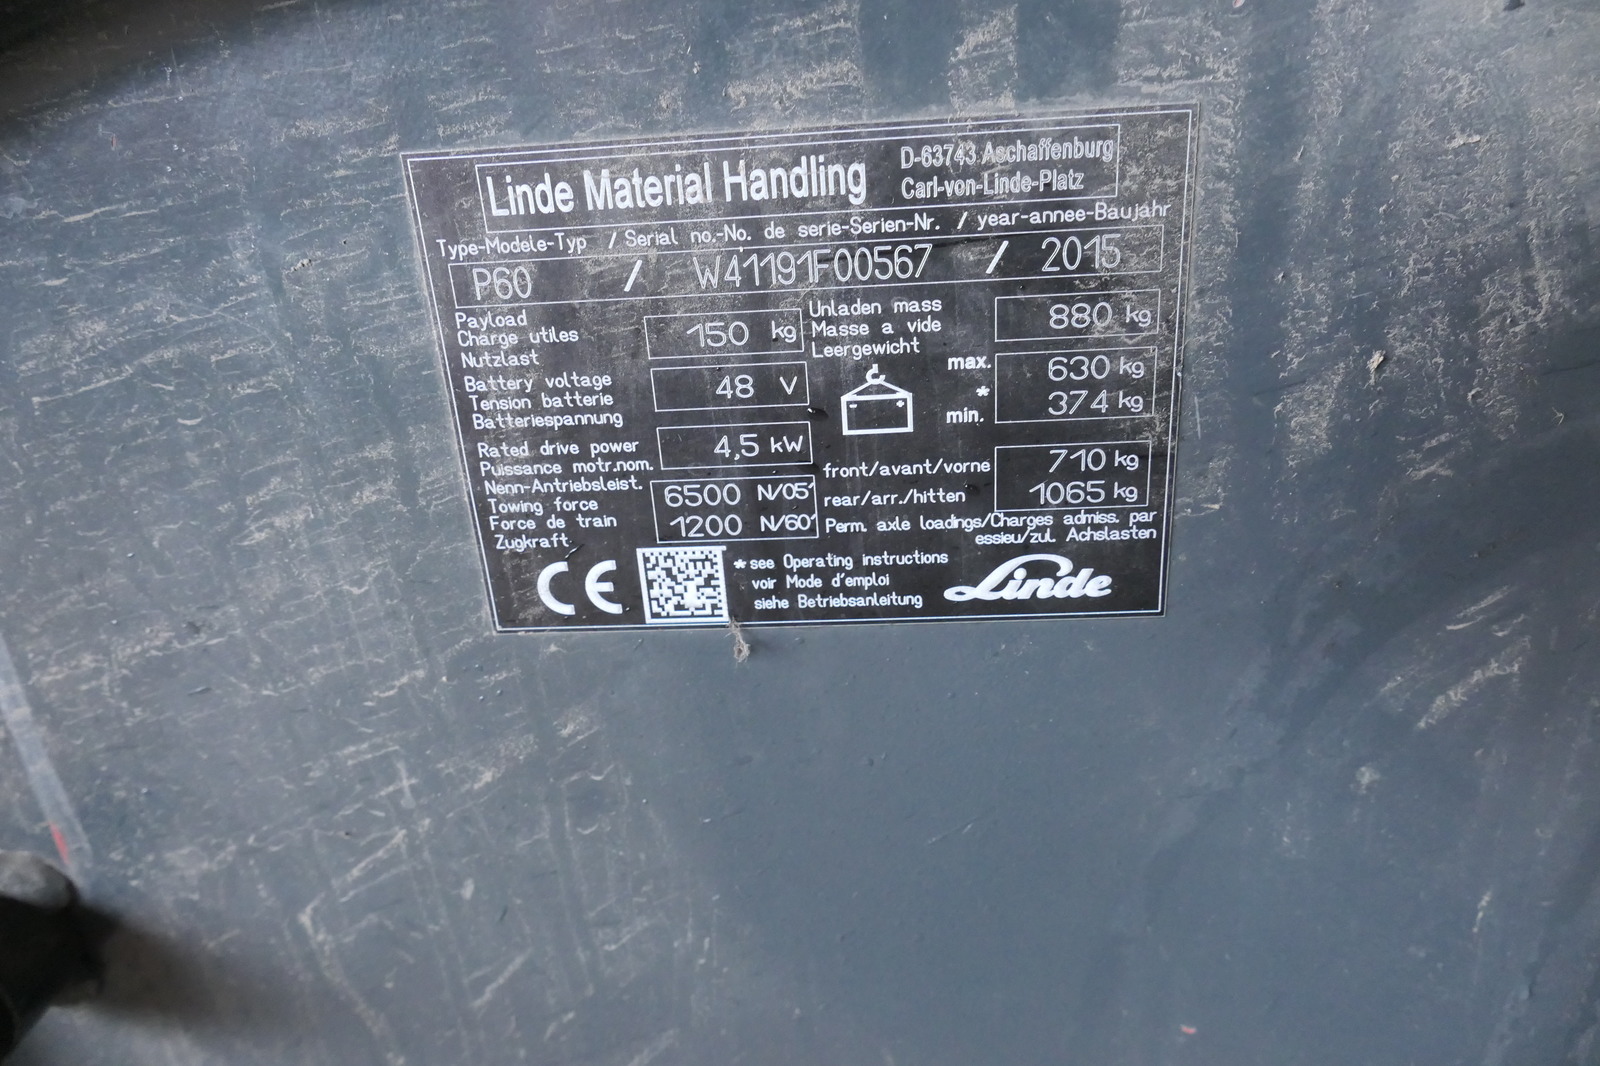 Linde Material Handling
D-63743 Aschaffenburg
Carl-von-Linde-Platz
Type-Modele-Typ / Serial no.-No. de serie-Serien-Nr. / year-annee-Baujahr
P60 / W41191F00567 / 2015
Payload
Charge utiles
Nutzlast
150 kg
Unladen mass
Masse a vide
Leergewicht
880 kg
Battery voltage
Tension batterie
Batteriespannung
48 V
max.
*
min.
630 kg
374 kg
Rated drive power
Puissance motr.nom.
Nenn-Antriebsleist.
4,5 kW
front/avant/vorne
710 kg
rear/arr./hitten
1065 kg
Towing force
Force de train
Zugkraft
6500 N/05'
1200 N/60'
Perm. axle loadings/Charges admiss. par
essieu/zul. Achslasten
CE
*see Operating instructions
voir Mode d'emploi
siehe Betriebsanleitung
Linde